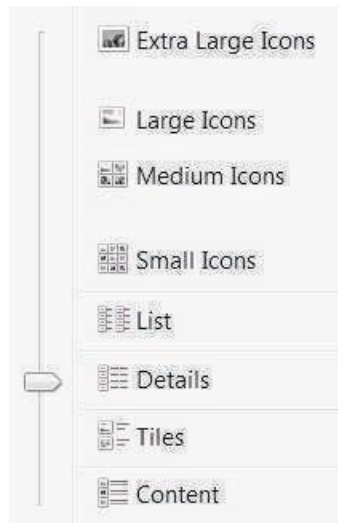 Extra Large Icons
Large Icons
Medium Icons
Small Icons
List
Details
Tiles
Content